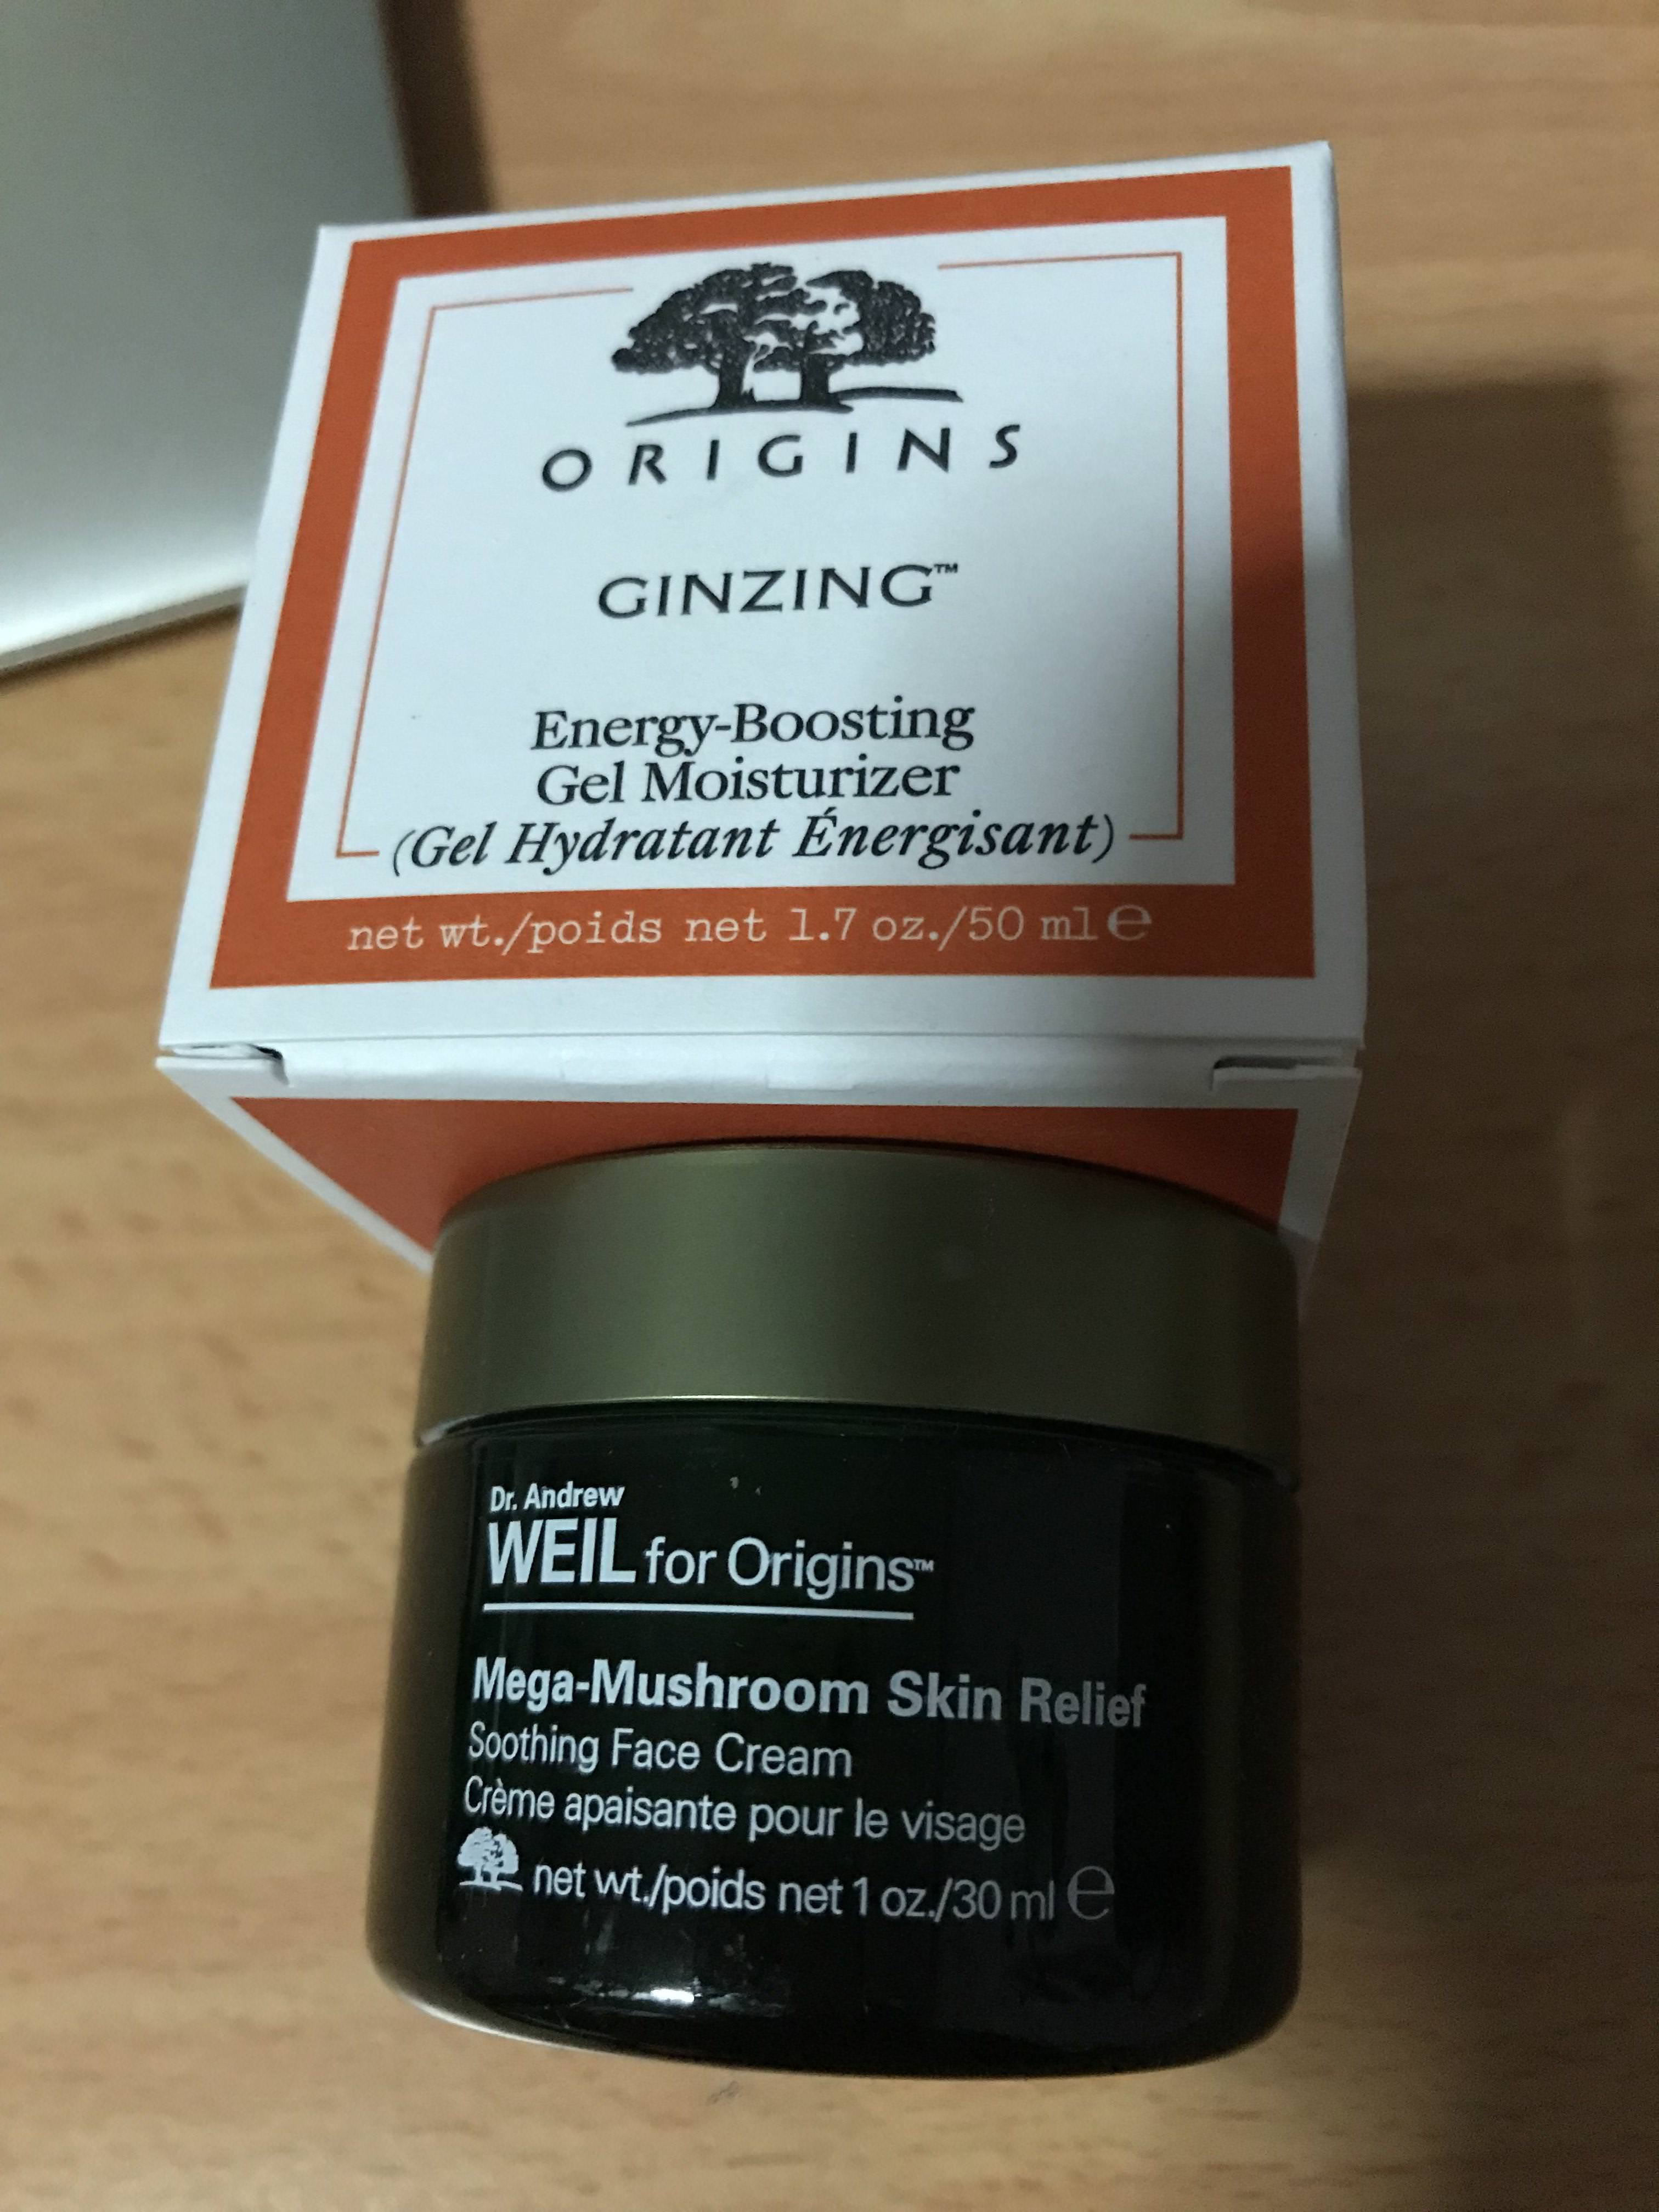 ORIGINS
GINZING™
Energy-Boosting
Gel Moisturizer
(Gel Hydratant Énergisant)
net wt./poids net 1.7 oz./50 ml ℮
Dr. Andrew
WEIL for Origins™
Mega-Mushroom Skin Relief
Soothing Face Cream
Crème apaisante pour le visage
net wt./poids net 1 oz./30 ml ℮